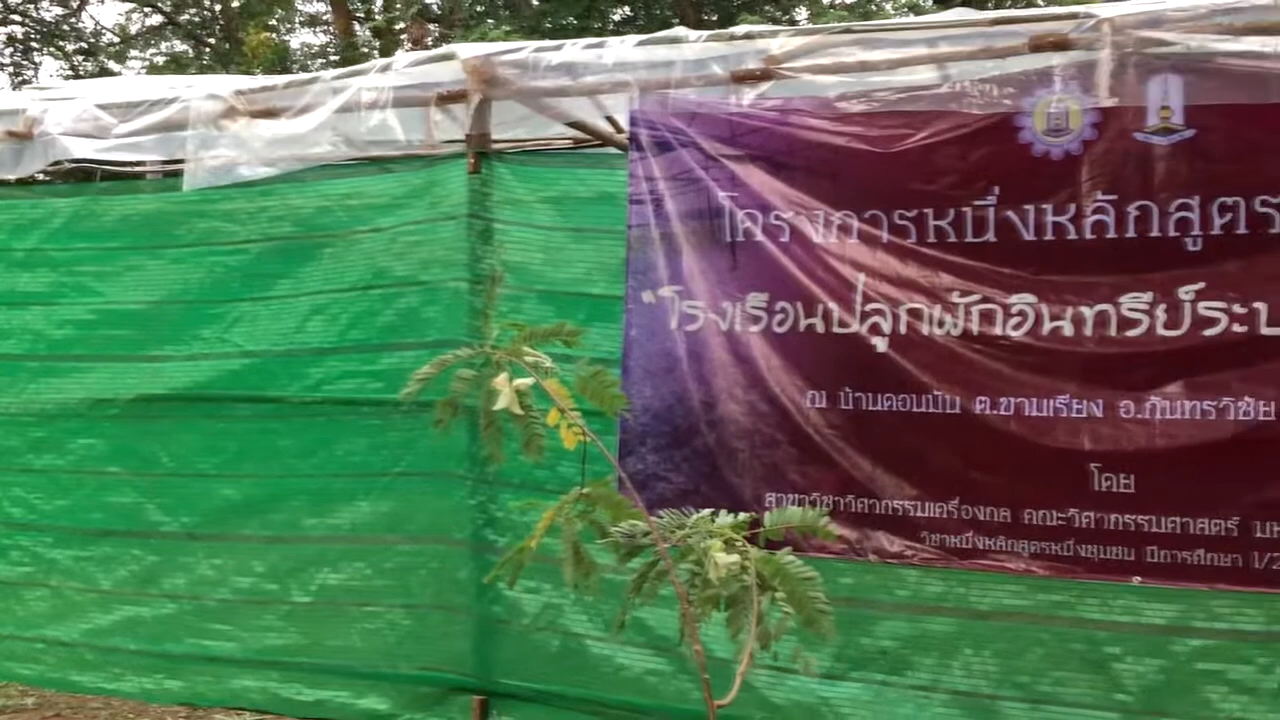 โครงการหนึ่งหลักสูตร
"โรงเรือนปลูกผักอินทรีย์ระบ
ณ บ้านดอนมัน ต.ขามเรียง อ.กันทรวิชัย
โดย
สาขาวิชาวิศวกรรมเครื่องกล คณะวิศวกรรมศาสตร์ มห
วิชาหนึ่งหลักสูตรหนึ่งชุมชน ปีการศึกษา 1/2